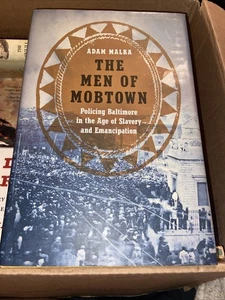 ADAM MALKA
THE
MEN OF
MOBTOWN
Policing Baltimore
in the Age of Slavery
and Emancipation